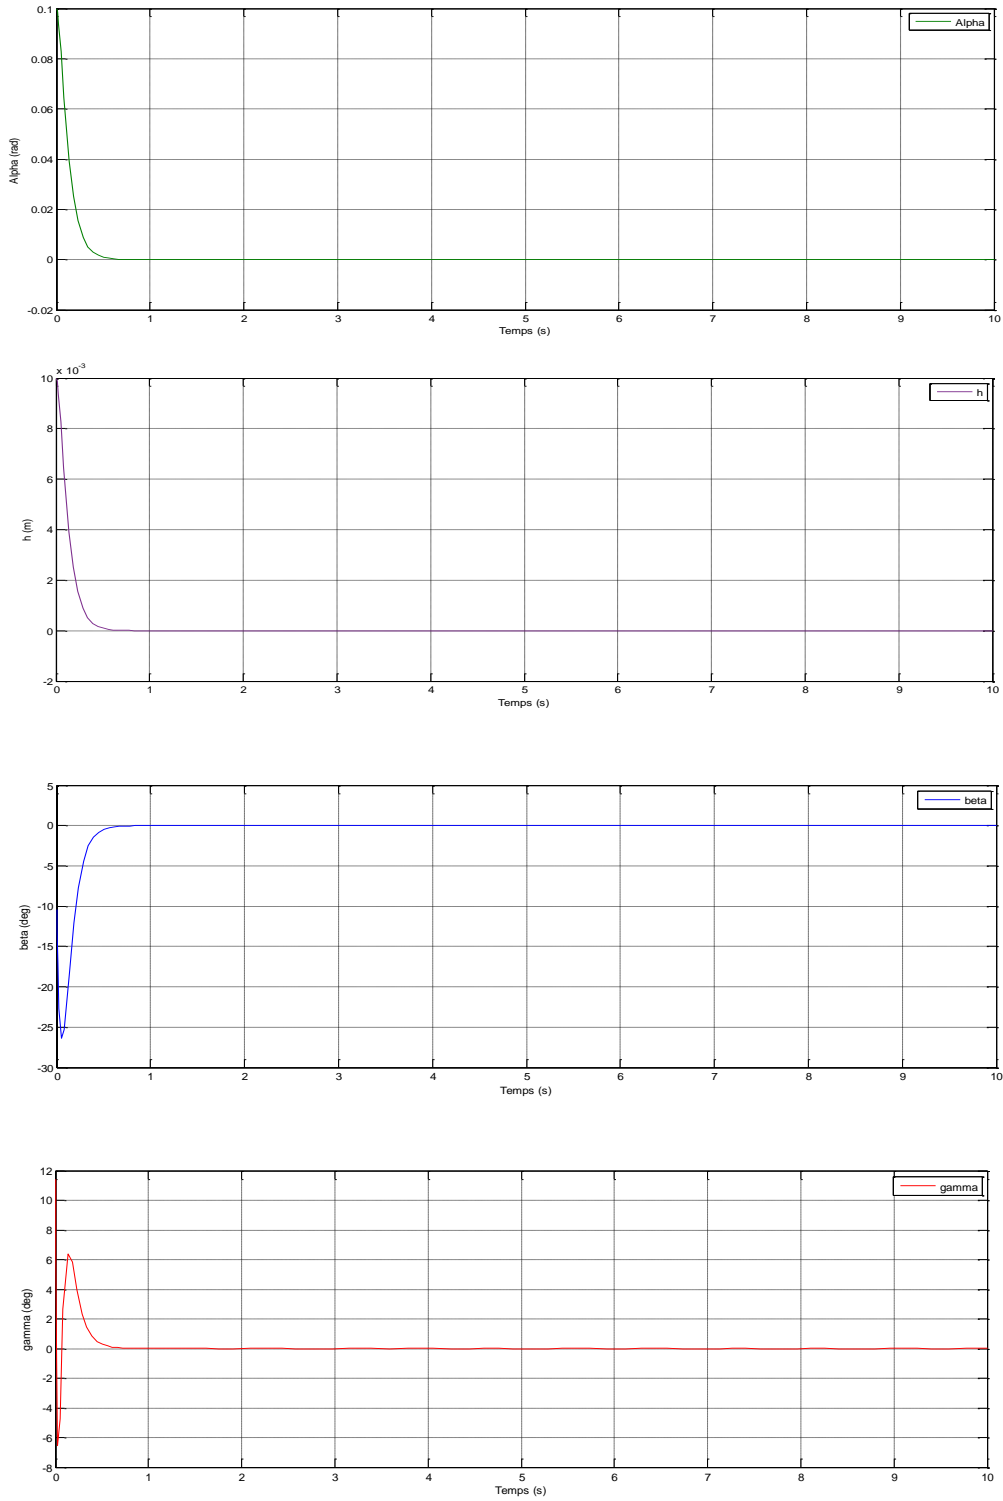 0.1
Alpha
0.08
0.06
Alpha (rad)
0.04
0.02
0
-0.02
0 1 2 3 4 5 6 7 8 9 10
Temps (s)
x 10-3
10
h
8
6
h (m)
4
2
0
-2
0 1 2 3 4 5 6 7 8 9 10
Temps (s)
5
beta
0
-5
-10
beta (deg)
-15
-20
-25
-30
0 1 2 3 4 5 6 7 8 9 10
Temps (s)
12
gamma
10
8
6
4
gamma (deg)
2
0
-2
-4
-6
-8
0 1 2 3 4 5 6 7 8 9 10
Temps (s)